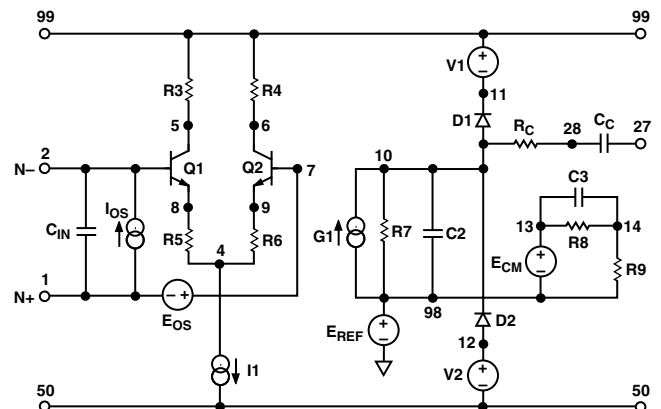 99 99
V1
R3 R4 11
D1
5 6 RC 28 CC 27
2
N– Q1 Q2 7 10 C3
IOS 8 9 13 R8 14
CIN R5 R6 G1 R7 C2
4 ECM R9
1
N+ – + 98
EOS EREF D2
12
I1 V2
50 50